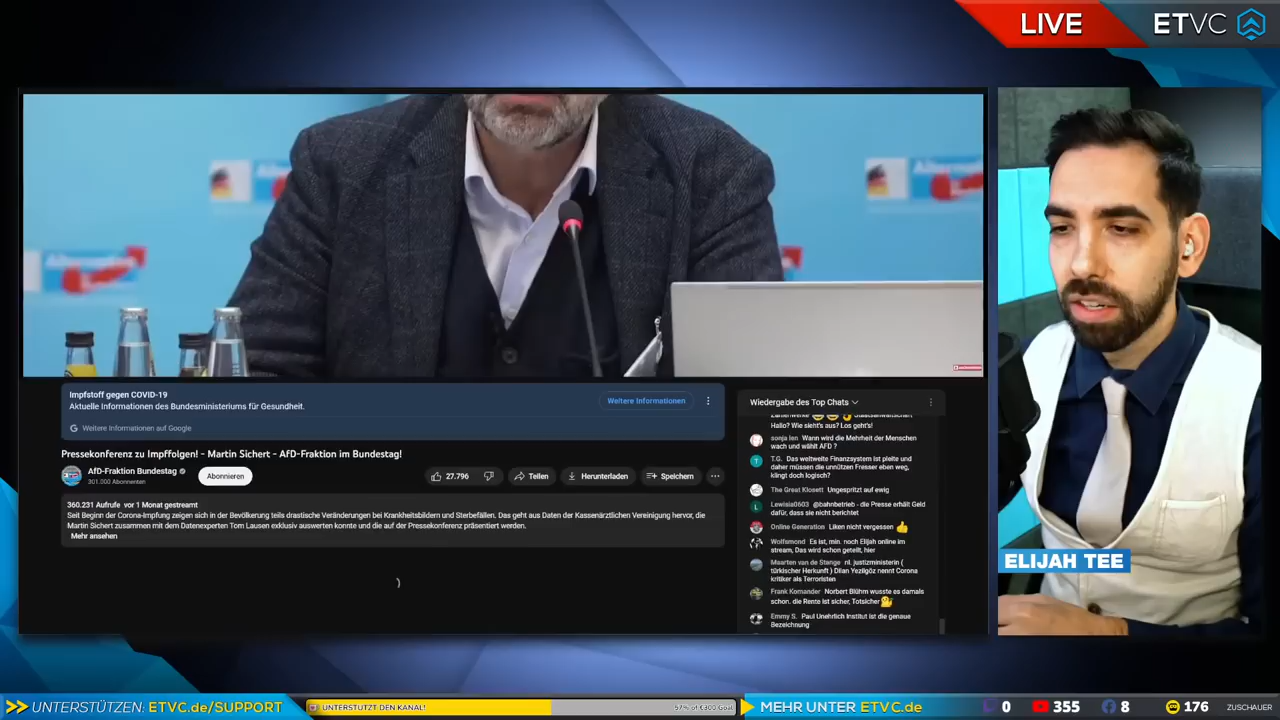 LIVE
ETVC
Impfstoff gegen COVID-19
Aktuelle Informationen des Bundesministeriums für Gesundheit.
Weitere Informationen
Weitere Informationen auf Google
Pressekonferenz zu Impffolgen! - Martin Sichert - AfD-Fraktion im Bundestag!
AfD-Fraktion Bundestag
301.000 Abonnenten
Abonnieren
27.796
Teilen
Herunterladen
Speichern
360.231 Aufrufe vor 1 Monat gestreamt
Seit Beginn der Corona-Impfung zeigen sich in der Bevölkerung teils drastische Veränderungen bei Krankheitsbildern und Sterbefällen. Das geht aus Daten der Kassenärztlichen Vereinigung hervor, die
Martin Sichert zusammen mit dem Datenexperten Tom Lausen exklusiv auswerten konnte und die auf der Pressekonferenz präsentiert werden.
Mehr ansehen
Wiedergabe des Top Chats
Hallo? Wie sieht's aus? Los geht's!
sonja len Wann wird die Mehrheit der Menschen
wach und wählt AFD ?
T.G. Das weltweite Finanzsystem ist pleite und
daher müssen die unnützen Fresser eben weg,
klingt doch logisch?
The Great Klosett Ungespritzt auf ewig
Lewisia0603 @bahnbetrieb - die Presse erhält Geld
dafür, dass sie nicht berichtet
Online Generation Liken nicht vergessen
Wolfsmond Es ist, min. noch Elijah online im
stream, Das wird schon geteilt, hier
Maarten van de Stenge nl. justizministerin (
türkischer Herkunft ) Dilan Yezilgöz nennt Corona
kritiker als Terroristen
Frank Komander Norbert Blühm wusste es damals
schon. die Rente ist sicher, Totsicher
Emmy S. Paul Unehrlich Institut ist die genaue
Bezeichnung
ELIJAH TEE
UNTERSTÜTZEN: ETVC.de/SUPPORT
UNTERSTÜTZT DEN KANAL!
MEHR UNTER ETVC.de
0
355
8
176
ZUSCHAUER